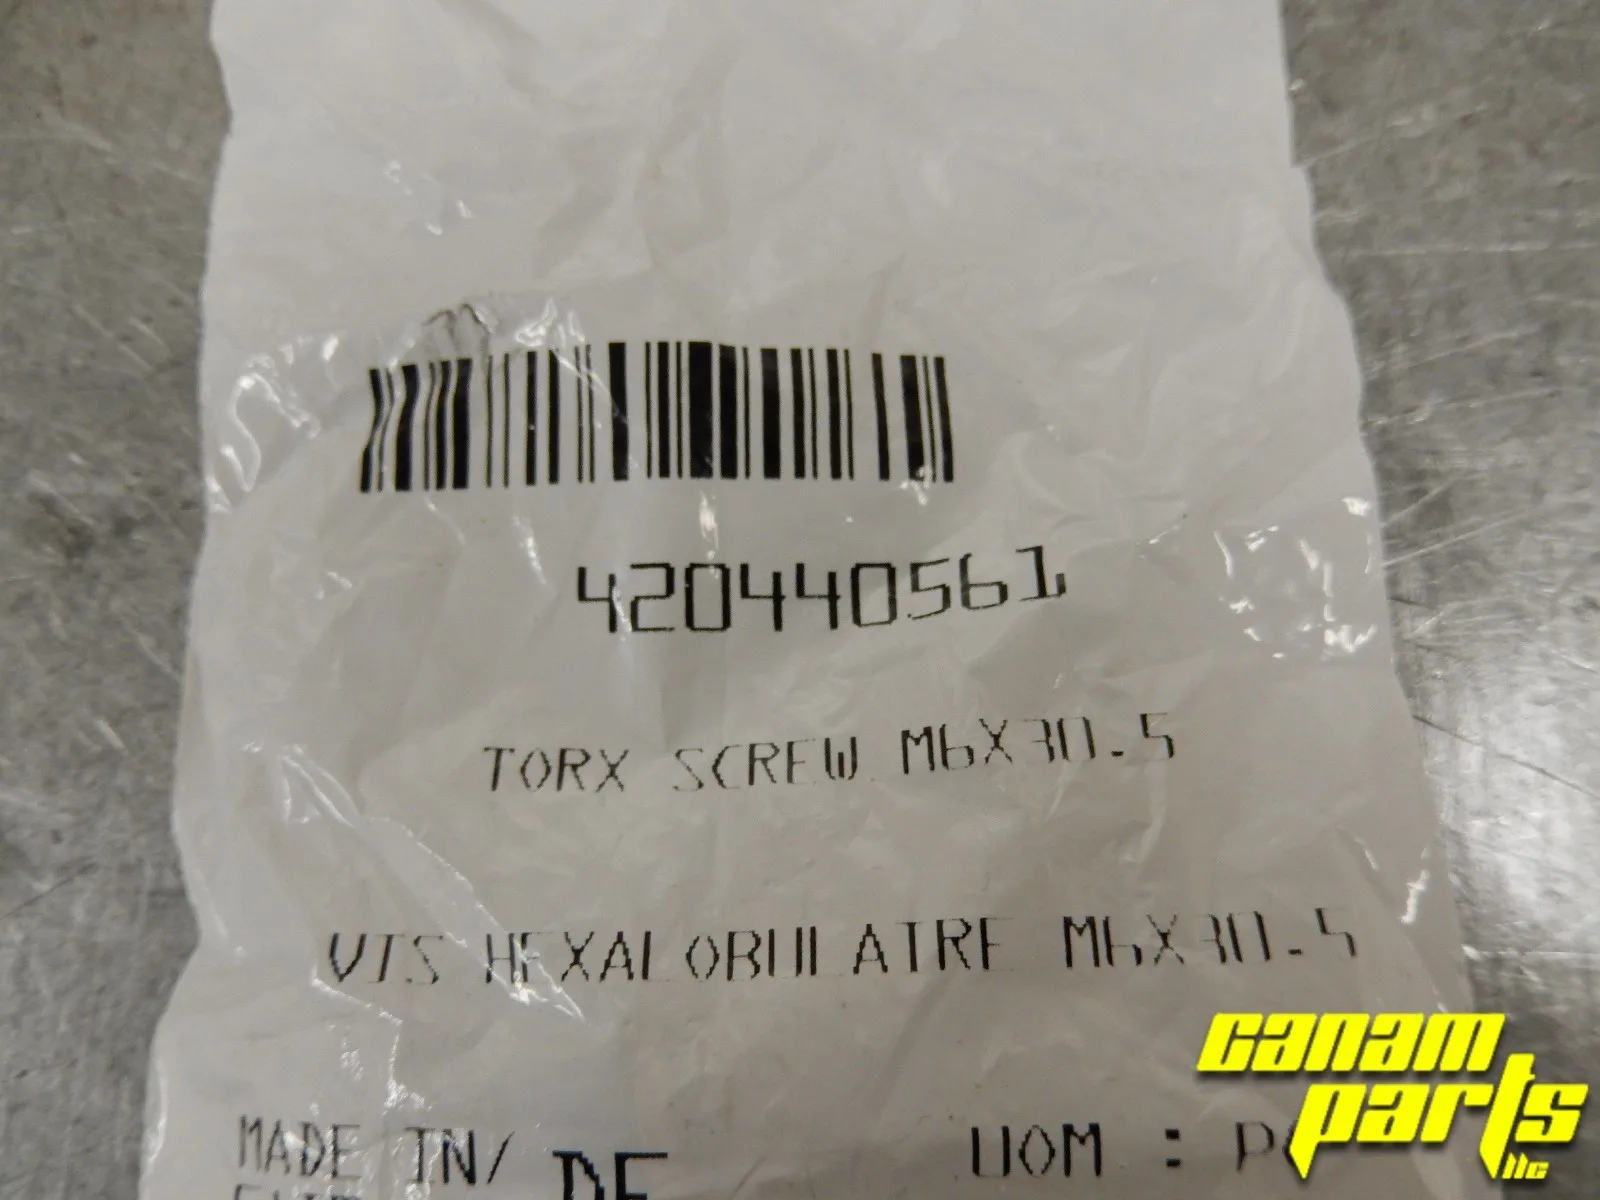 420440561
TORX SCREW M6X30.5
VIS HEXALOBULAIRE M6X30.5
MADE IN/ DE
UOM :
canam
parts
llc